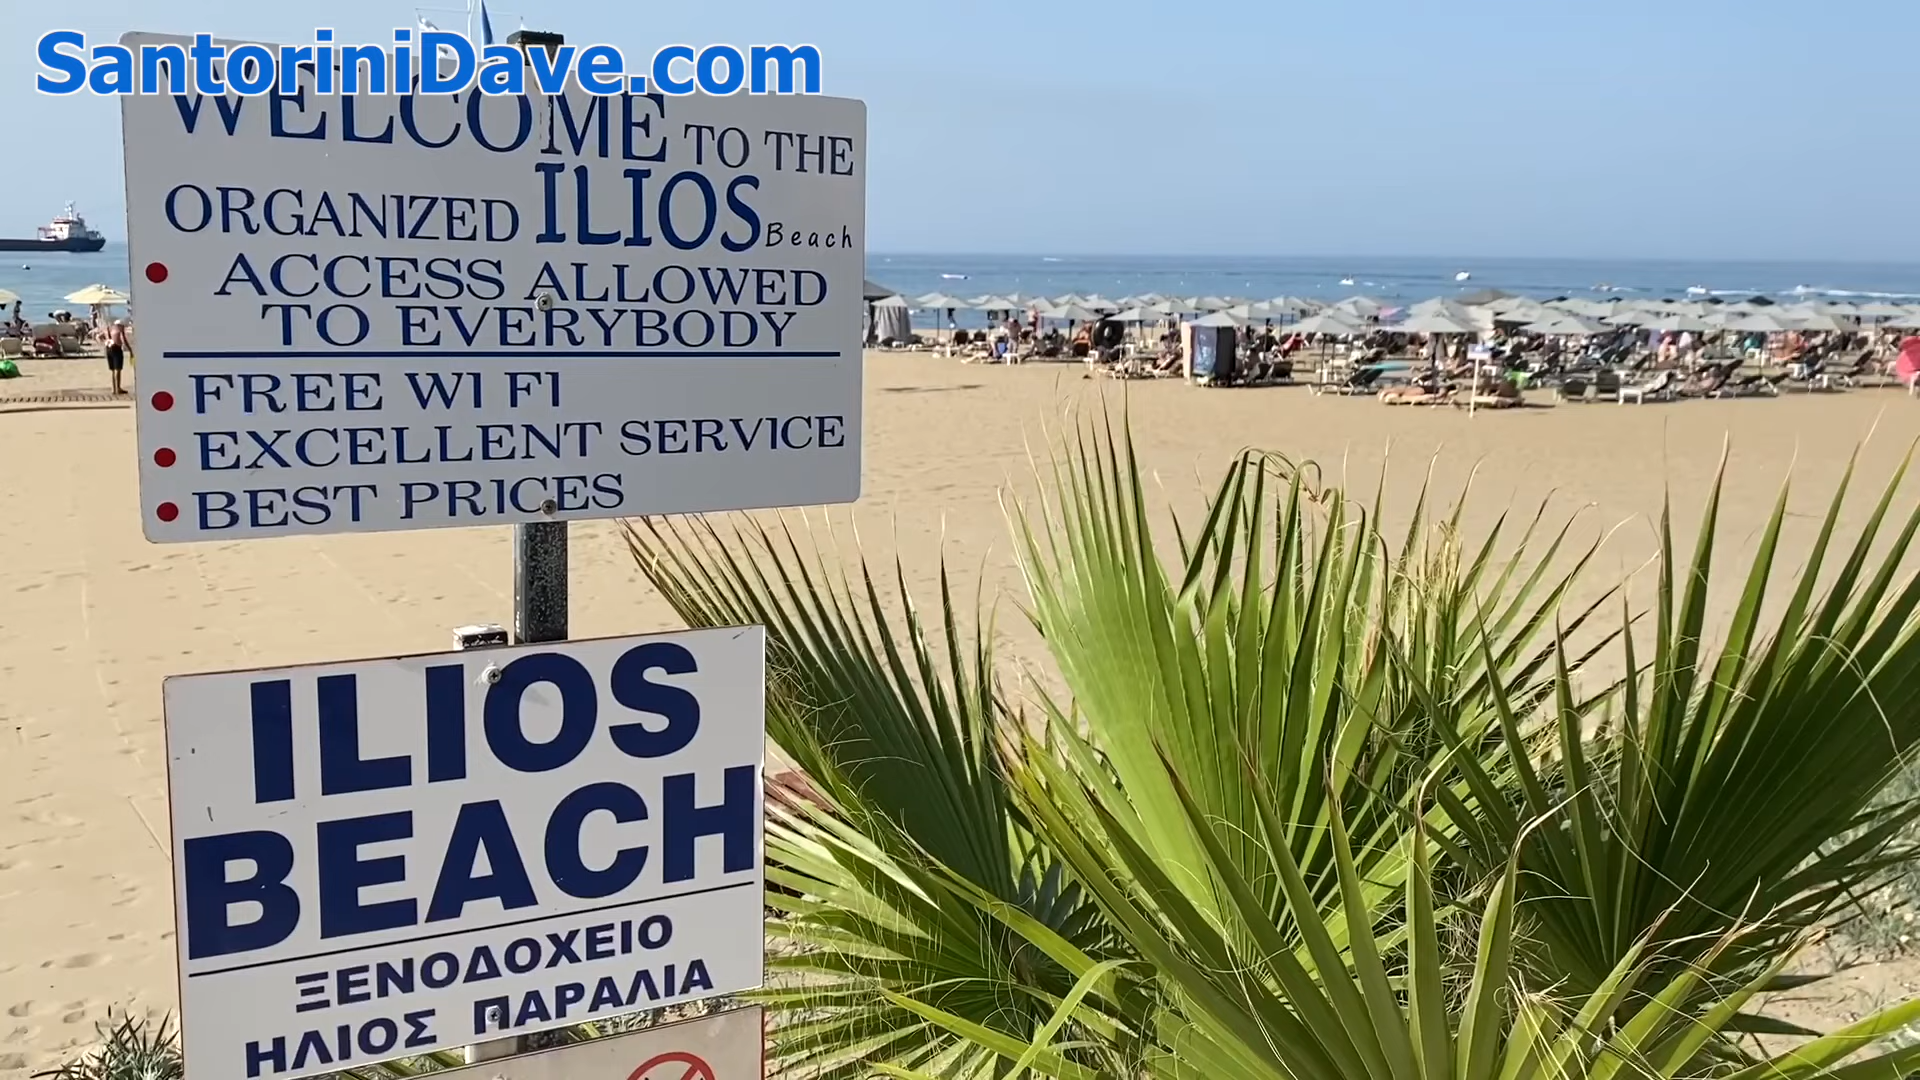 SantoriniDave.com
WELCOME TO THE
ORGANIZED ILIOS Beach
• ACCESS ALLOWED
TO EVERYBODY
• FREE WI FI
• EXCELLENT SERVICE
• BEST PRICES
ILIOS
BEACH
ΞΕΝΟΔΟΧΕΙΟ
ΗΛΙΟΣ ΠΑΡΑΛΙΑ